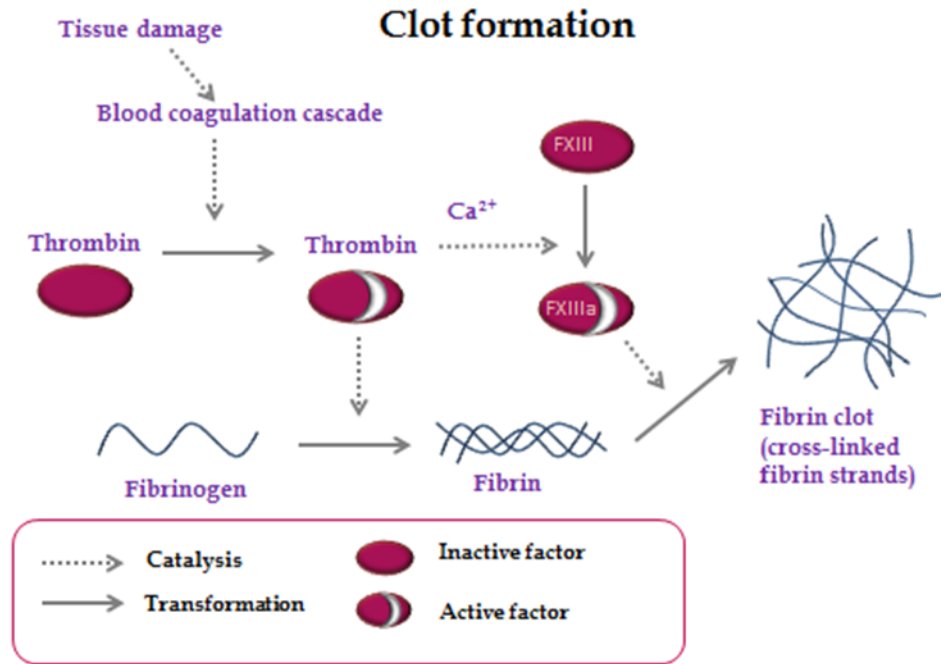 Clot formation
Tissue damage
Blood coagulation cascade
FXIII
Ca²⁺
Thrombin
Thrombin
FXIIIa
Fibrinogen
Fibrin
Fibrin clot
(cross-linked
fibrin strands)
Catalysis
Inactive factor
Transformation
Active factor